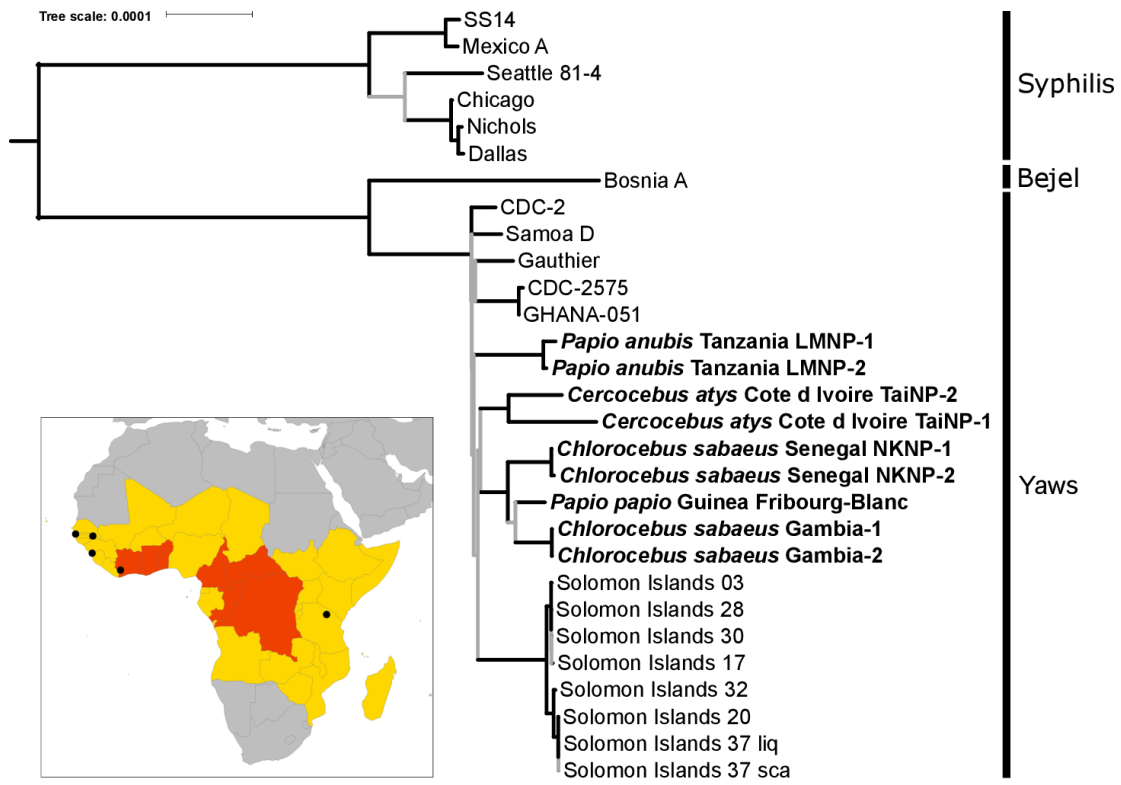 Tree scale: 0.0001
SS14
Mexico A
Seattle 81-4
Chicago
Nichols
Dallas
Syphilis
Bosnia A
Bejel
CDC-2
Samoa D
Gauthier
CDC-2575
GHANA-051
Papio anubis Tanzania LMNP-1
Papio anubis Tanzania LMNP-2
Cercocebus atys Cote d Ivoire TaiNP-2
Cercocebus atys Cote d Ivoire TaiNP-1
Chlorocebus sabaeus Senegal NKNP-1
Chlorocebus sabaeus Senegal NKNP-2
Yaws
Papio papio Guinea Fribourg-Blanc
Chlorocebus sabaeus Gambia-1
Chlorocebus sabaeus Gambia-2
Solomon Islands 03
Solomon Islands 28
Solomon Islands 30
Solomon Islands 17
Solomon Islands 32
Solomon Islands 20
Solomon Islands 37 liq
Solomon Islands 37 sca